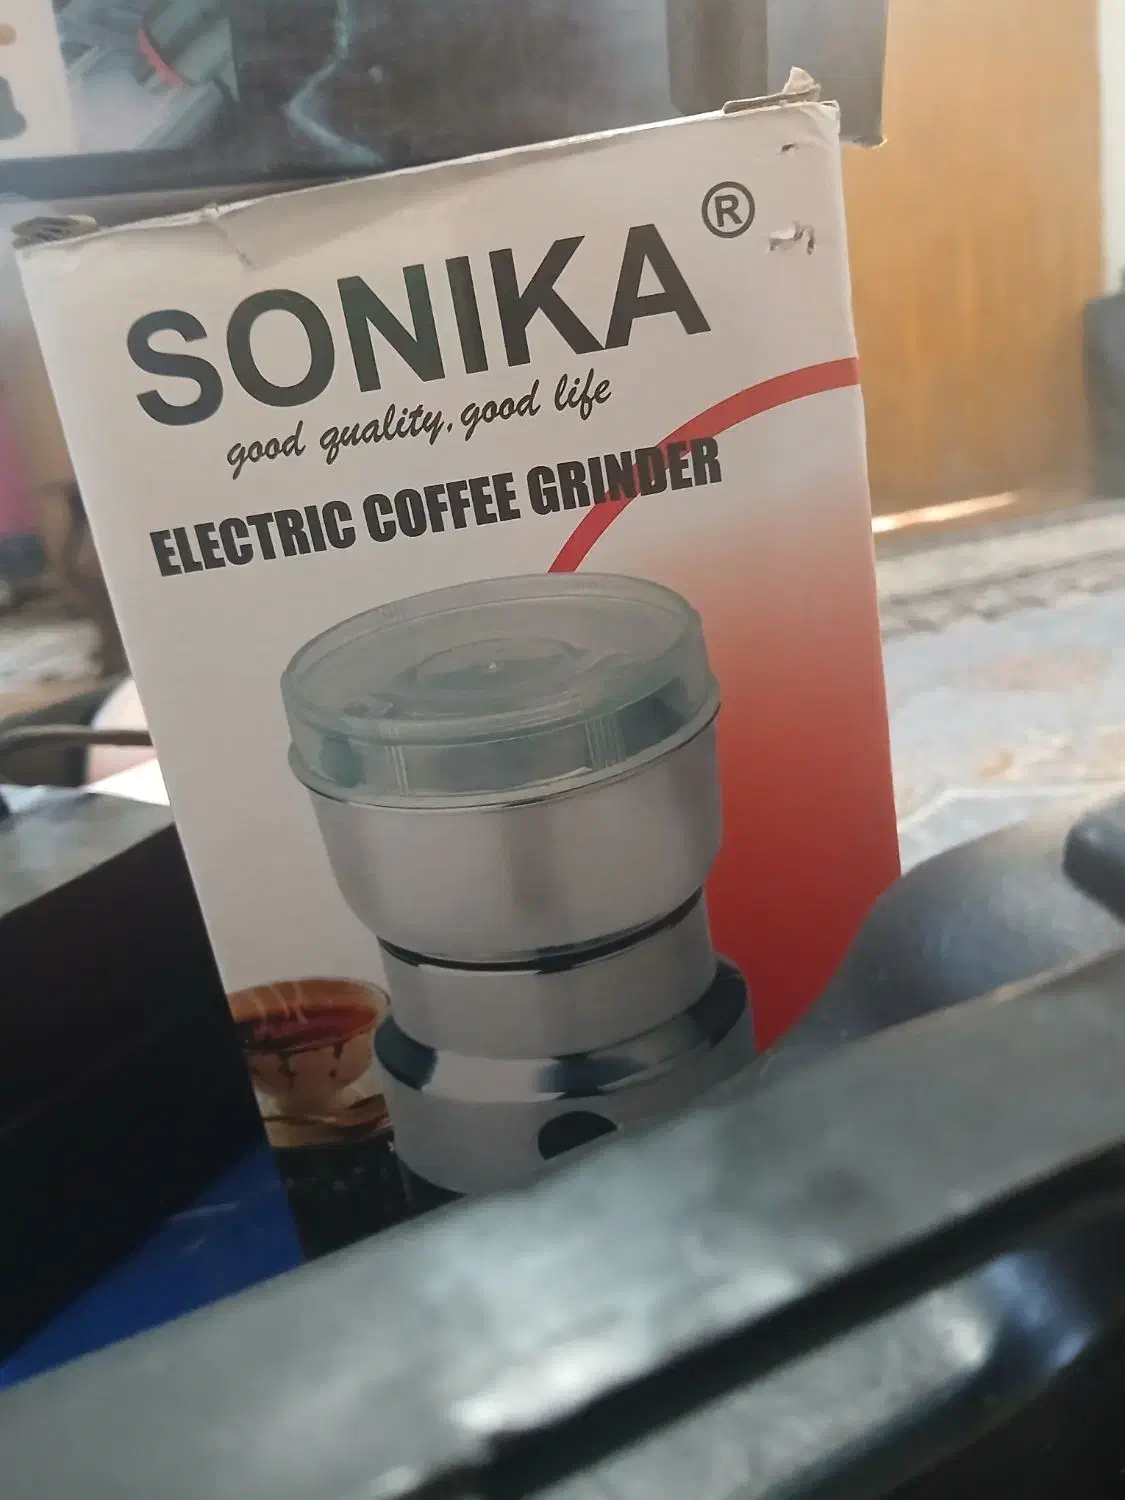 SONIKA®
good quality, good life
ELECTRIC COFFEE GRINDER